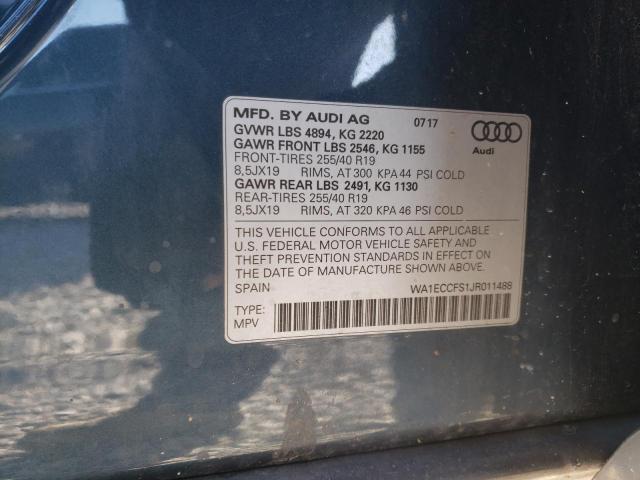 MFD. BY AUDI AG 0717
GVWR LBS 4894, KG 2220
GAWR FRONT LBS 2546, KG 1155
FRONT-TIRES 255/40 R19
8,5JX19 RIMS, AT 300 KPA 44 PSI COLD
GAWR REAR LBS 2491, KG 1130
REAR-TIRES 255/40 R19
8,5JX19 RIMS, AT 320 KPA 46 PSI COLD
Audi
THIS VEHICLE CONFORMS TO ALL APPLICABLE
U.S. FEDERAL MOTOR VEHICLE SAFETY AND
THEFT PREVENTION STANDARDS IN EFFECT ON
THE DATE OF MANUFACTURE SHOWN ABOVE.
SPAIN WA1ECCFS1JR011488
TYPE:
MPV